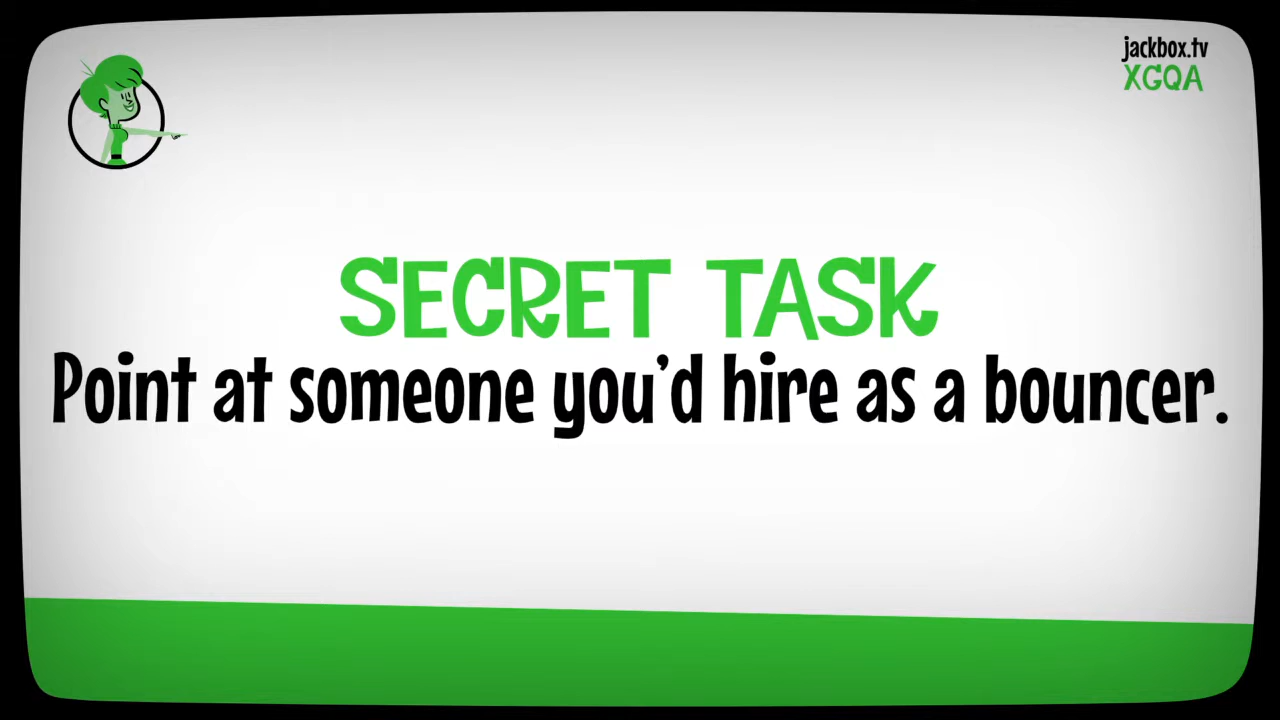 jackbox.tv
XGQA
SECRET TASK
Point at someone you'd hire as a bouncer.